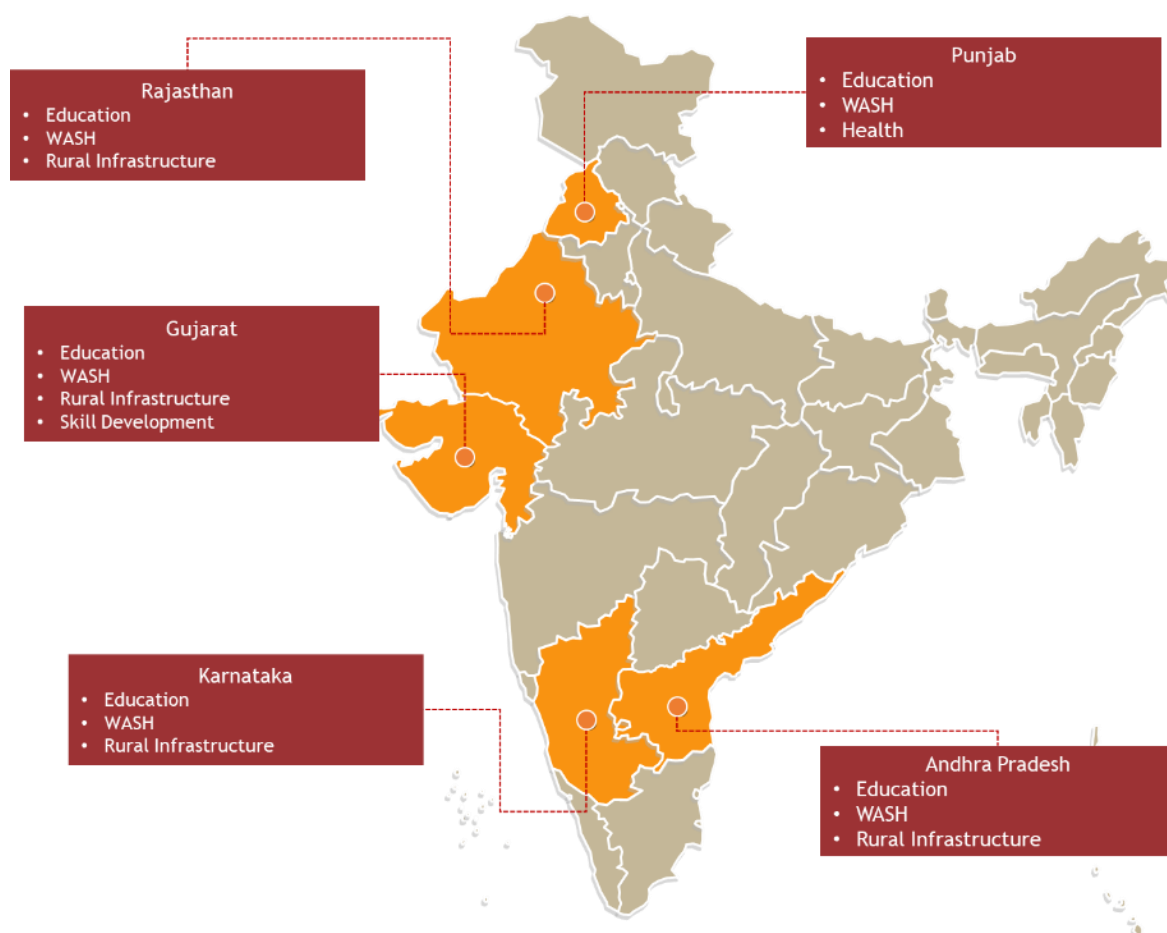 Rajasthan
• Education
• WASH
• Rural Infrastructure
Punjab
• Education
• WASH
• Health
Gujarat
• Education
• WASH
• Rural Infrastructure
• Skill Development
Karnataka
• Education
• WASH
• Rural Infrastructure
Andhra Pradesh
• Education
• WASH
• Rural Infrastructure